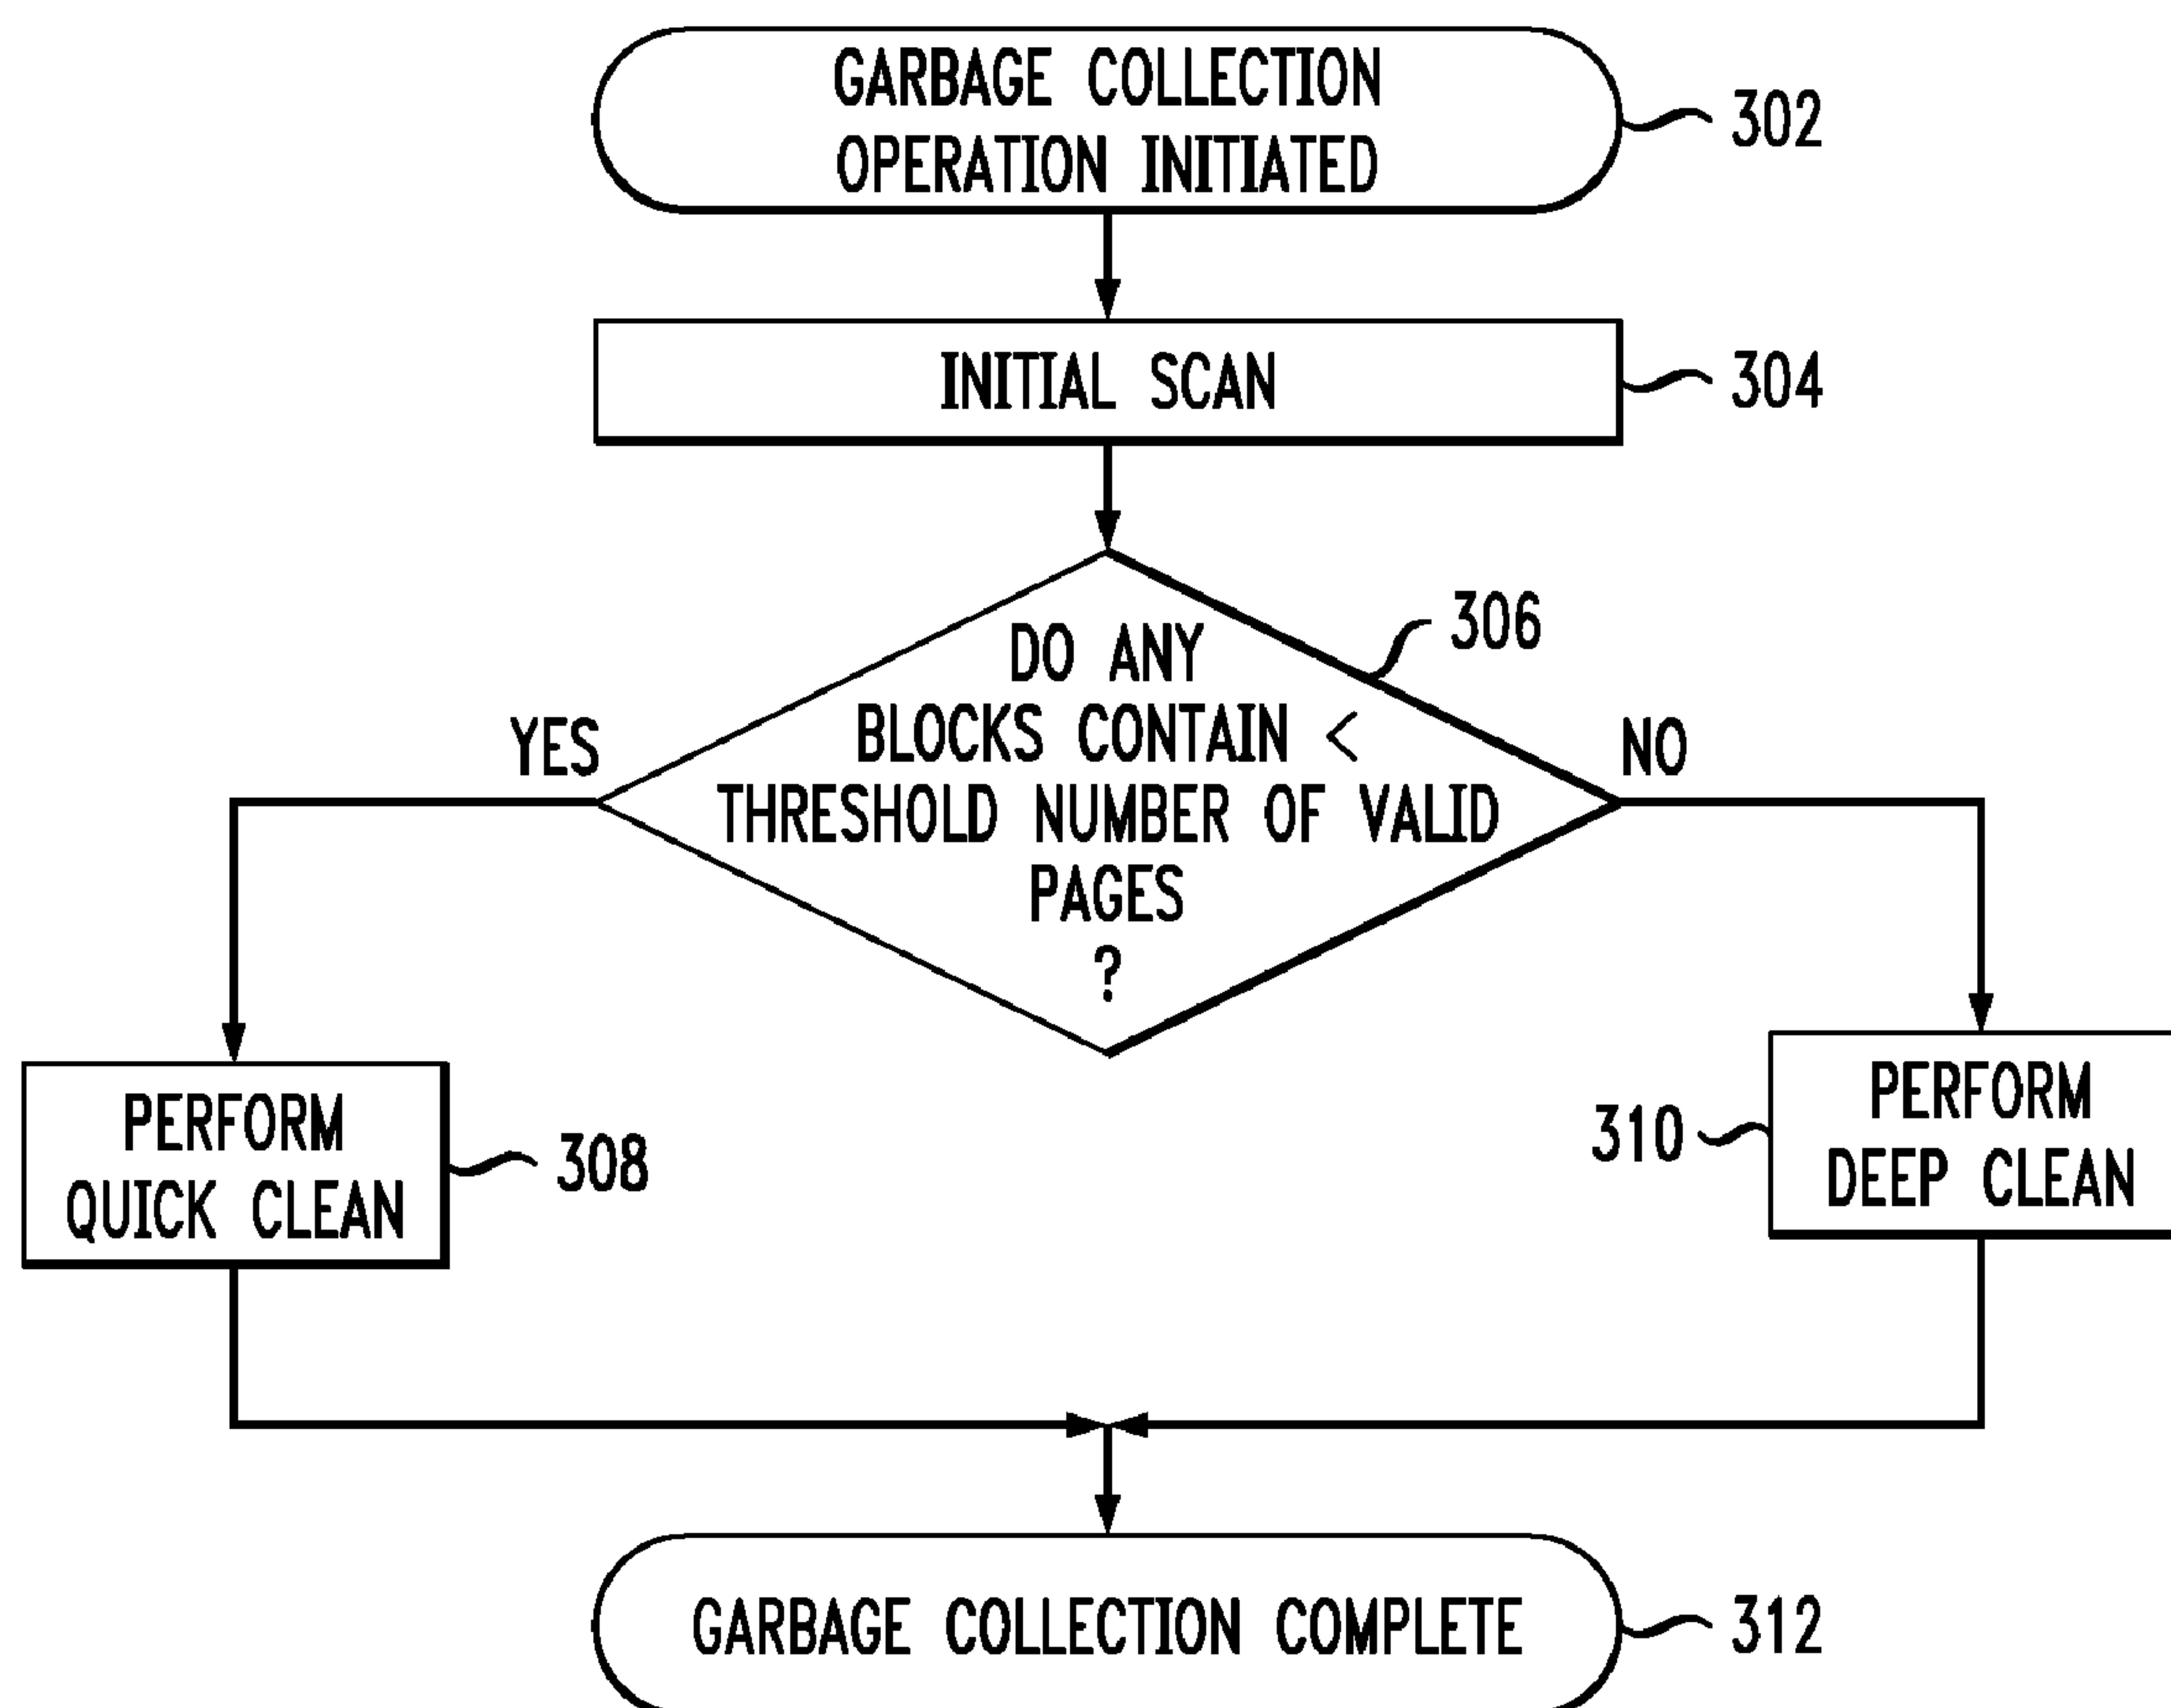 GARBAGE COLLECTION
OPERATION INITIATED
302
INITIAL SCAN
304
DO ANY
BLOCKS CONTAIN <
THRESHOLD NUMBER OF VALID
PAGES
?
306
YES
NO
PERFORM
QUICK CLEAN
308
310
PERFORM
DEEP CLEAN
GARBAGE COLLECTION COMPLETE
312